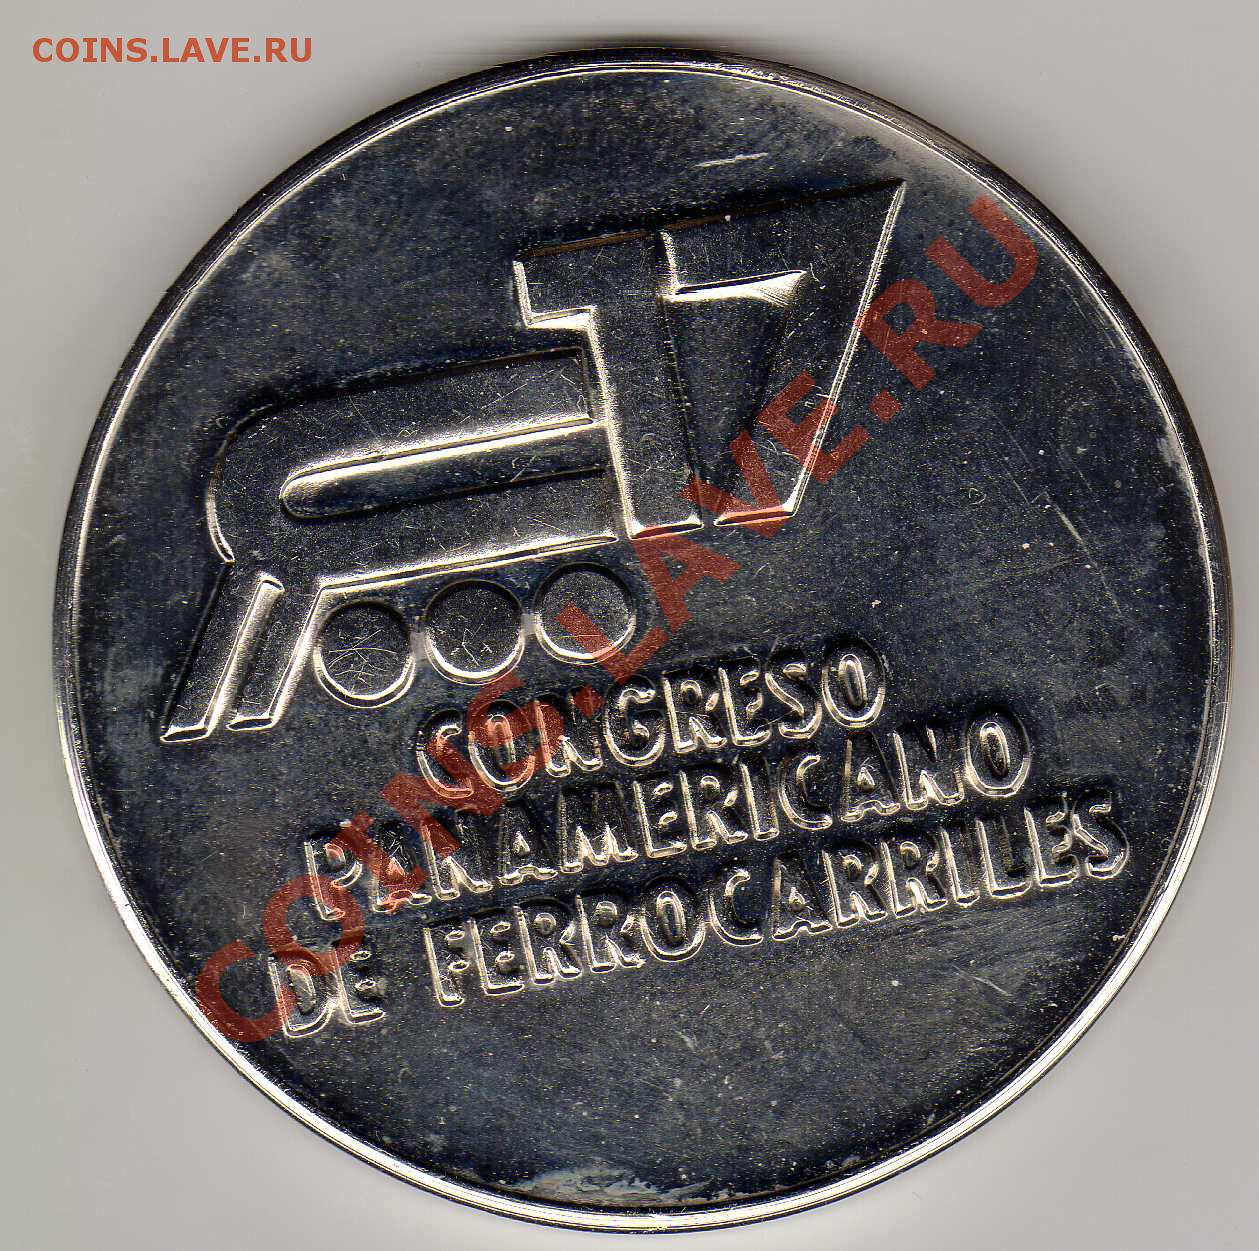 COINS.LAVE.RU
17
CONGRESO
PANAMERICANO
DE FERROCARRILES
COINS.LAVE.RU